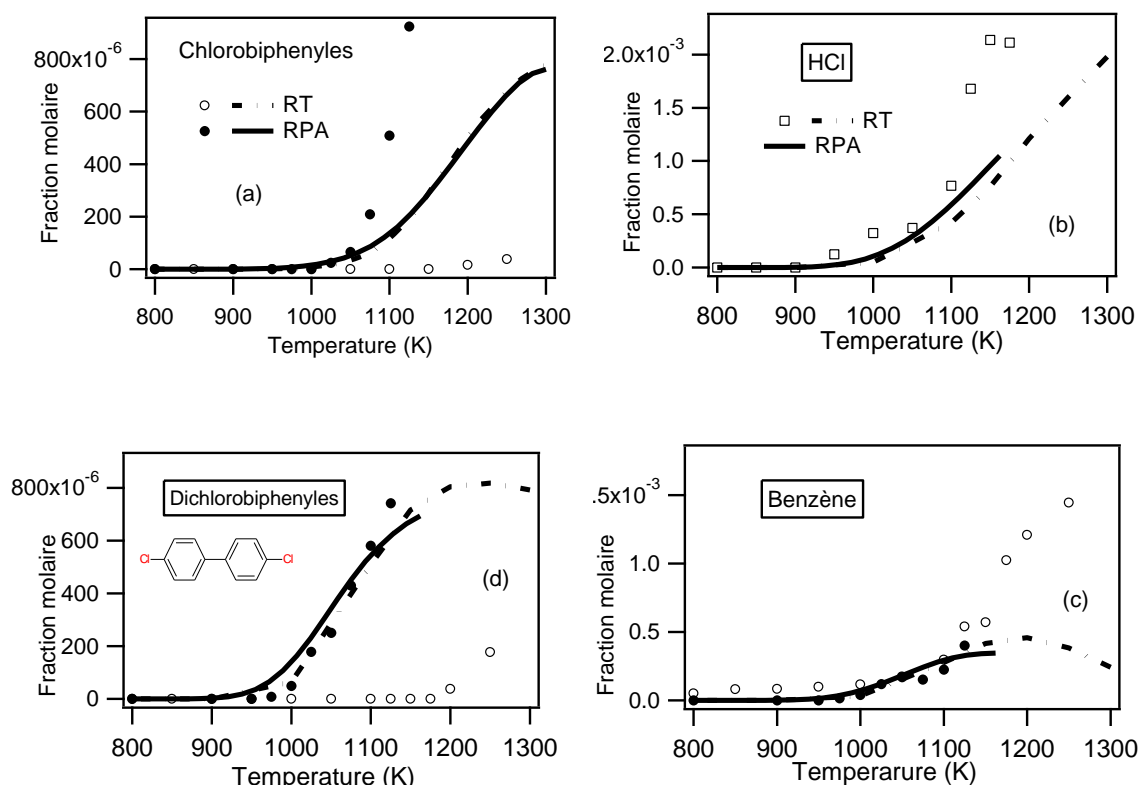 Chlorobiphenyles
RT
RPA
(a)
Fraction molaire
800x10-6
600
400
200
0
800 900 1000 1100 1200 1300
Temperature (K)
HCl
RT
RPA
(b)
Fraction molaire
2.0x10-3
1.5
1.0
0.5
0.0
800 900 1000 1100 1200 1300
Temperature (K)
Dichlorobiphenyles
Cl Cl
(d)
Fraction molaire
800x10-6
600
400
200
0
800 900 1000 1100 1200 1300
Temperature (K)
Benzène
(c)
Fraction molaire
.5x10-3
1.0
0.5
0.0
800 900 1000 1100 1200 1300
Temperarure (K)